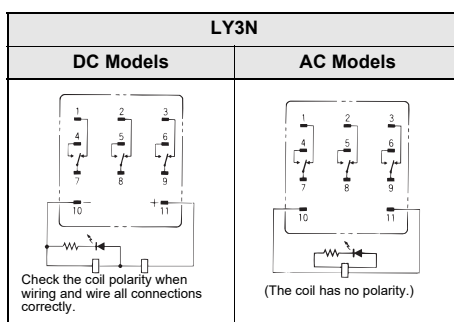 LY3N
DC Models
AC Models
1 2 3
4 5 6
7 8 9
− +
10 11
Check the coil polarity when
wiring and wire all connections
correctly.
1 2 3
4 5 6
7 8 9
10 11
(The coil has no polarity.)